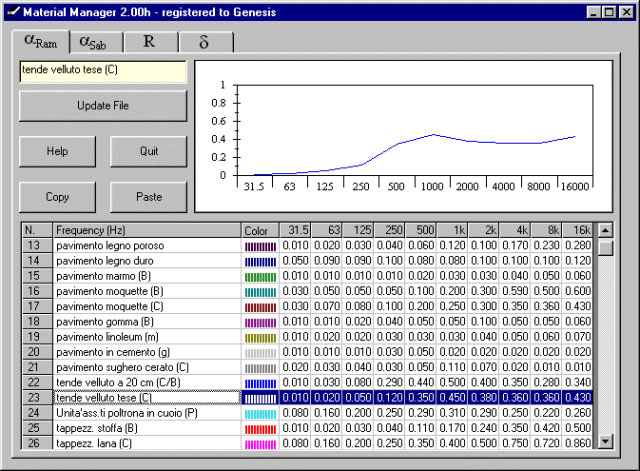 Material Manager 2.00h - registered to Genesis
αRam αSab R δ
tende velluto tese (C)
Update File
Help Quit
Copy Paste
1
0.8
0.6
0.4
0.2
0
31.5 63 125 250 500 1000 2000 4000 8000 16000
N. Frequency (Hz) Color 31.5 63 125 250 500 1k 2k 4k 8k 16k
13 pavimento legno poroso 0.010 0.020 0.030 0.040 0.060 0.120 0.100 0.170 0.230 0.280
14 pavimento legno duro 0.050 0.090 0.090 0.100 0.080 0.080 0.100 0.100 0.100 0.120
15 pavimento marmo (B) 0.010 0.010 0.010 0.010 0.020 0.030 0.030 0.040 0.050 0.060
16 pavimento moquette (B) 0.030 0.050 0.050 0.050 0.100 0.200 0.300 0.590 0.500 0.600
17 pavimento moquette (C) 0.030 0.070 0.080 0.100 0.200 0.250 0.300 0.350 0.360 0.430
18 pavimento gomma (B) 0.010 0.010 0.020 0.040 0.050 0.050 0.100 0.050 0.050 0.060
19 pavimento linoleum (m) 0.010 0.020 0.020 0.030 0.030 0.030 0.040 0.050 0.060 0.070
20 pavimento in cemento (g) 0.010 0.010 0.010 0.030 0.050 0.020 0.020 0.020 0.020 0.020
21 pavimento sughero cerato (C) 0.020 0.030 0.040 0.030 0.050 0.110 0.070 0.020 0.010 0.010
22 tende velluto a 20 cm (C/B) 0.010 0.030 0.080 0.290 0.440 0.500 0.400 0.350 0.280 0.340
23 tende velluto tese (C) 0.010 0.020 0.050 0.120 0.350 0.450 0.380 0.360 0.360 0.430
24 Unita'ass.ti poltrona in cuoio (P) 0.080 0.160 0.200 0.250 0.290 0.310 0.290 0.250 0.220 0.260
25 tappezz. stoffa (B) 0.010 0.020 0.030 0.040 0.110 0.170 0.240 0.350 0.420 0.500
26 tappezz. lana (C) 0.080 0.160 0.200 0.250 0.350 0.400 0.500 0.750 0.720 0.860